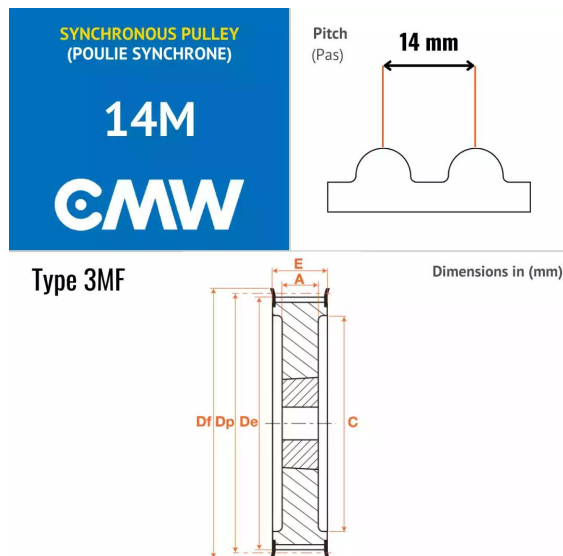 SYNCHRONOUS PULLEY
(POULIE SYNCHRONE)
14M
CMW
Pitch
(Pas)
14 mm
Type 3MF
Dimensions in (mm)
E
A
Df
Dp
De
C